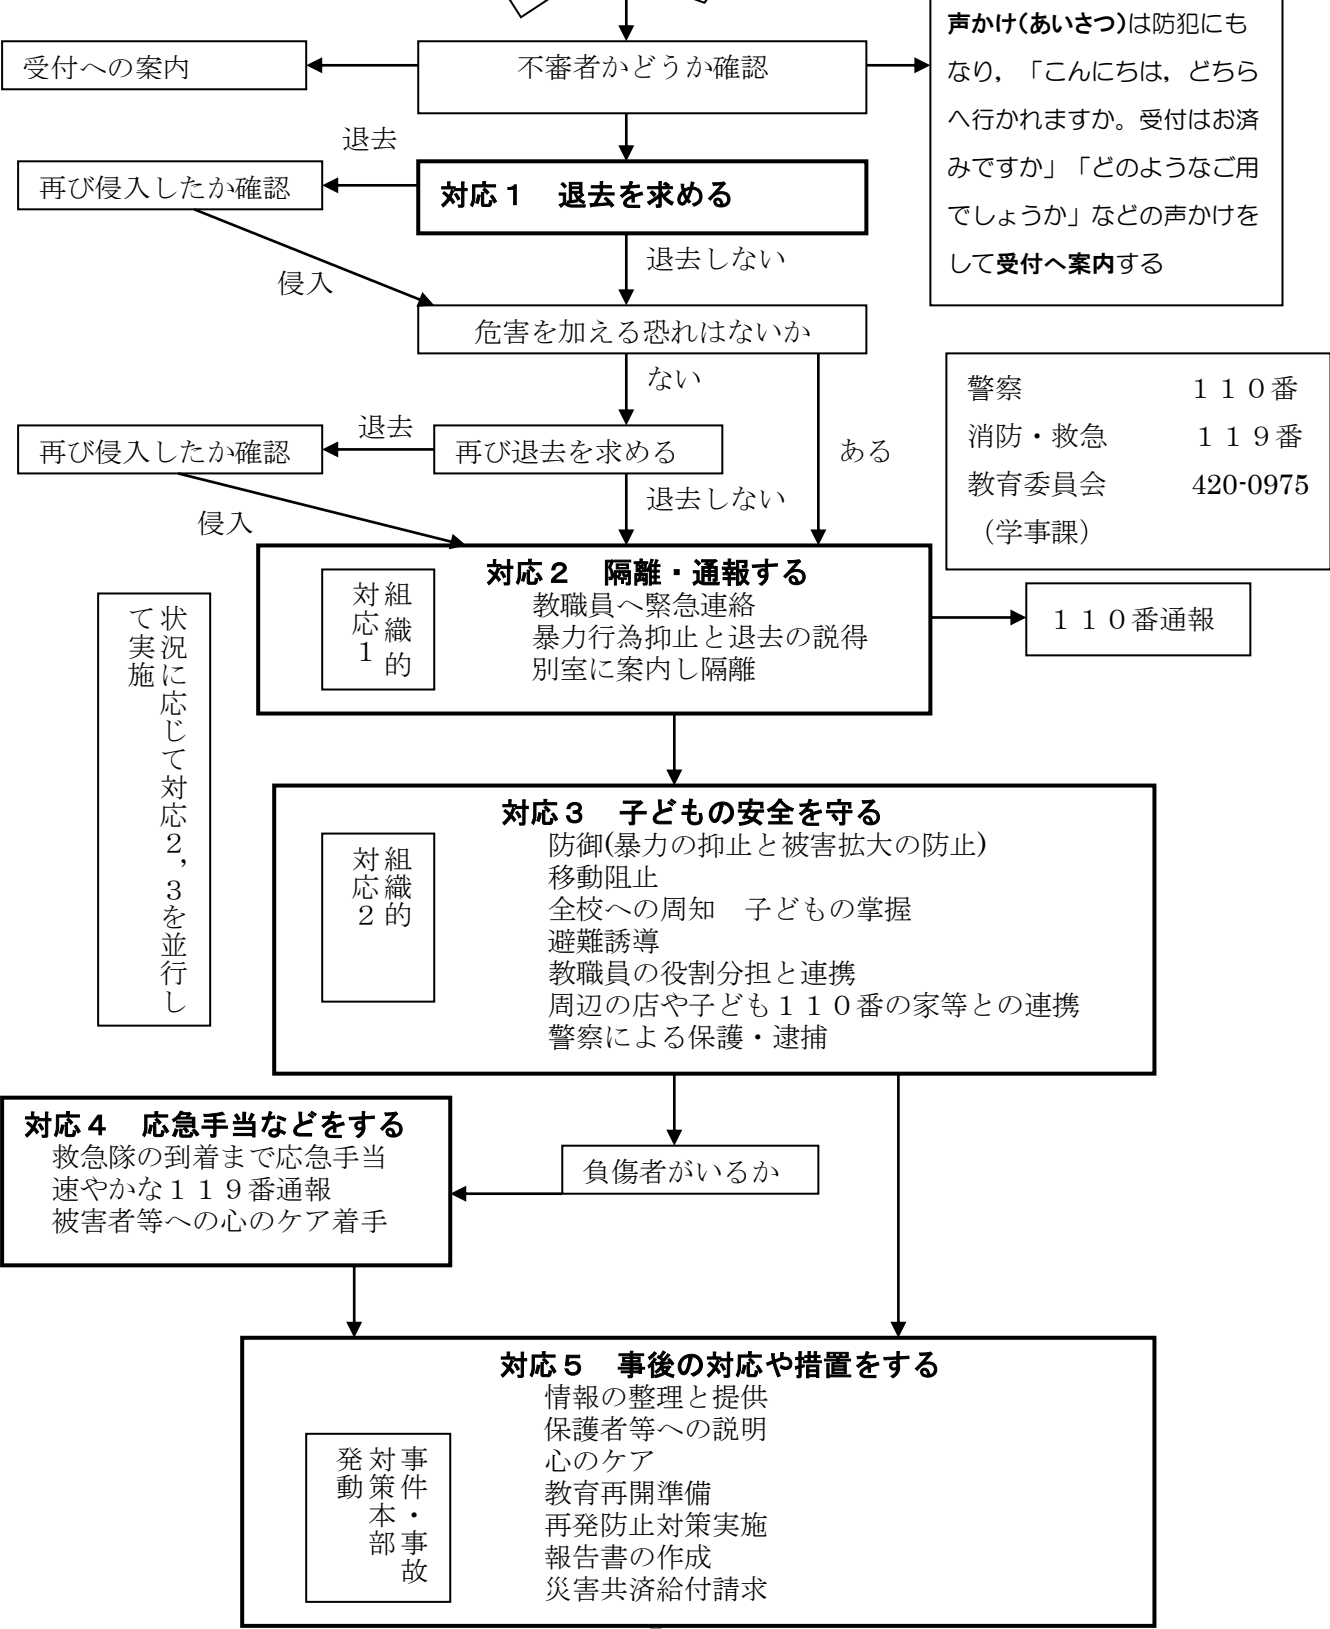 声かけ(あいさつ)は防犯にも
なり，「こんにちは，どちら
へ行かれますか。受付はお済
みですか」「どのようなご用
でしょうか」などの声かけを
して受付へ案内する
受付への案内
不審者かどうか確認
退去
再び侵入したか確認
対応１　退去を求める
退去しない
侵入
危害を加える恐れはないか
ない
ある
警察　１１０番
消防・救急　１１９番
教育委員会　420-0975
（学事課）
退去
再び侵入したか確認
再び退去を求める
退去しない
侵入
対応２　隔離・通報する
組織的
対応１
教職員へ緊急連絡
暴力行為抑止と退去の説得
別室に案内し隔離
１１０番通報
状況に応じて対応２，３を並行し
て実施
対応３　子どもの安全を守る
組織的
対応２
防御(暴力の抑止と被害拡大の防止)
移動阻止
全校への周知　子どもの掌握
避難誘導
教職員の役割分担と連携
周辺の店や子ども１１０番の家等との連携
警察による保護・逮捕
対応４　応急手当などをする
救急隊の到着まで応急手当
速やかな１１９番通報
被害者等への心のケア着手
負傷者がいるか
対応５　事後の対応や措置をする
事件・事故
対策本部
発動
情報の整理と提供
保護者等への説明
心のケア
教育再開準備
再発防止対策実施
報告書の作成
災害共済給付請求